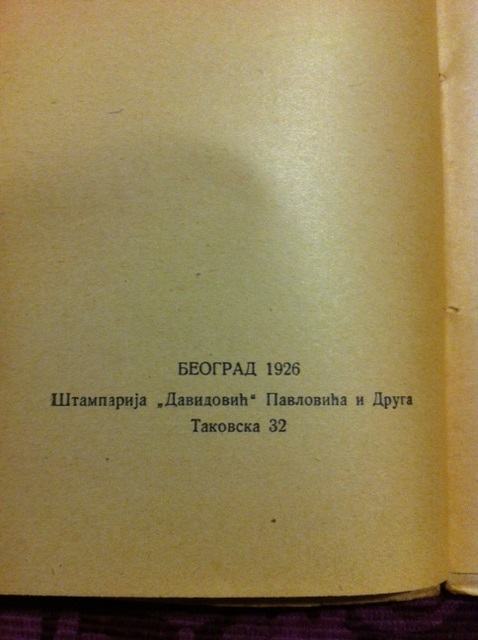 БЕОГРАД 1926
Штампарија „Давидовић“ Павловића и Друга
Таковска 32